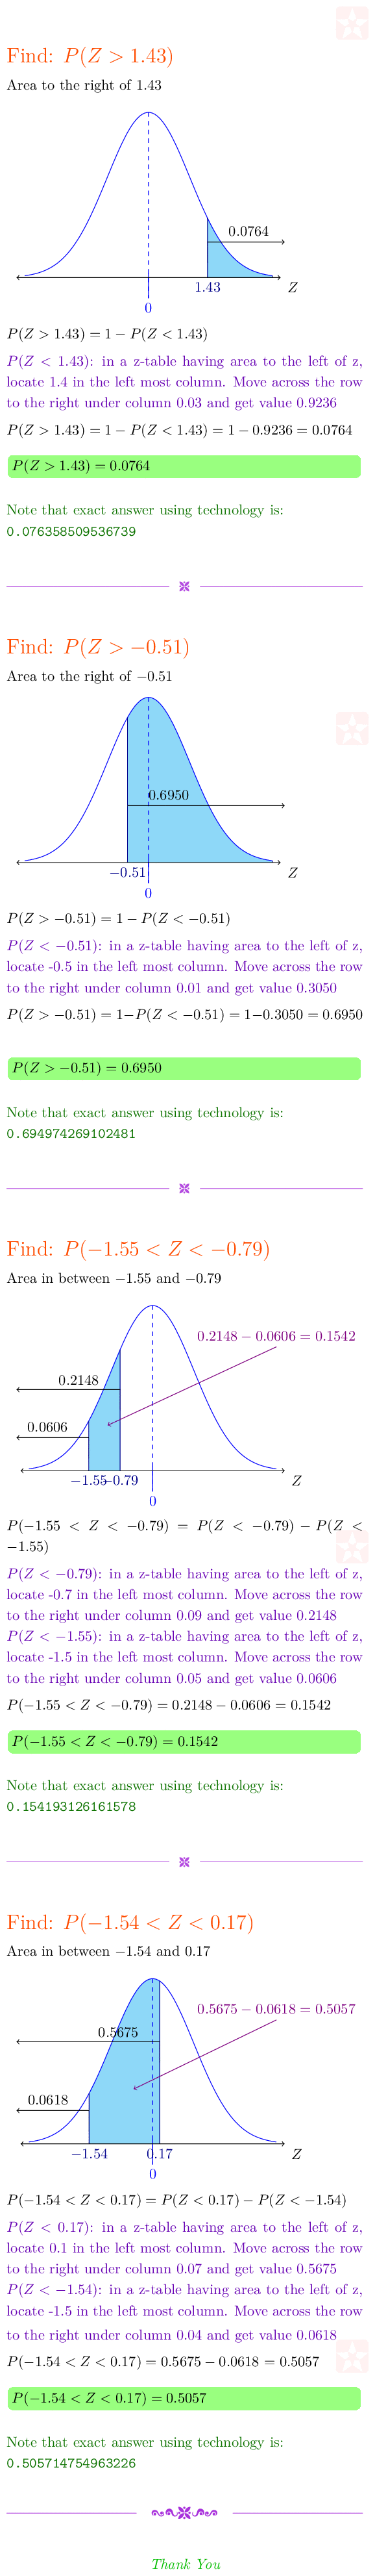 Find: P(Z > 1.43)
Area to the right of 1.43
0.0764
1.43
Z
0
P(Z > 1.43) = 1 − P(Z < 1.43)
P(Z < 1.43): in a z-table having area to the left of z,
locate 1.4 in the left most column. Move across the row
to the right under column 0.03 and get value 0.9236
P(Z > 1.43) = 1 − P(Z < 1.43) = 1 − 0.9236 = 0.0764
P(Z > 1.43) = 0.0764
Note that exact answer using technology is:
0.076358509536739
Find: P(Z > −0.51)
Area to the right of −0.51
0.6950
−0.51
Z
0
P(Z > −0.51) = 1 − P(Z < −0.51)
P(Z < −0.51): in a z-table having area to the left of z,
locate -0.5 in the left most column. Move across the row
to the right under column 0.01 and get value 0.3050
P(Z > −0.51) = 1−P(Z < −0.51) = 1−0.3050 = 0.6950
P(Z > −0.51) = 0.6950
Note that exact answer using technology is:
0.694974269102481
Find: P(−1.55 < Z < −0.79)
Area in between −1.55 and −0.79
0.2148 − 0.0606 = 0.1542
0.2148
0.0606
−1.55
−0.79
Z
0
P(−1.55 < Z < −0.79) = P(Z < −0.79) − P(Z <
−1.55)
P(Z < −0.79): in a z-table having area to the left of z,
locate -0.7 in the left most column. Move across the row
to the right under column 0.09 and get value 0.2148
P(Z < −1.55): in a z-table having area to the left of z,
locate -1.5 in the left most column. Move across the row
to the right under column 0.05 and get value 0.0606
P(−1.55 < Z < −0.79) = 0.2148 − 0.0606 = 0.1542
P(−1.55 < Z < −0.79) = 0.1542
Note that exact answer using technology is:
0.154193126161578
Find: P(−1.54 < Z < 0.17)
Area in between −1.54 and 0.17
0.5675 − 0.0618 = 0.5057
0.5675
0.0618
−1.54
0.17
Z
0
P(−1.54 < Z < 0.17) = P(Z < 0.17) − P(Z < −1.54)
P(Z < 0.17): in a z-table having area to the left of z,
locate 0.1 in the left most column. Move across the row
to the right under column 0.07 and get value 0.5675
P(Z < −1.54): in a z-table having area to the left of z,
locate -1.5 in the left most column. Move across the row
to the right under column 0.04 and get value 0.0618
P(−1.54 < Z < 0.17) = 0.5675 − 0.0618 = 0.5057
P(−1.54 < Z < 0.17) = 0.5057
Note that exact answer using technology is:
0.505714754963226
Thank You